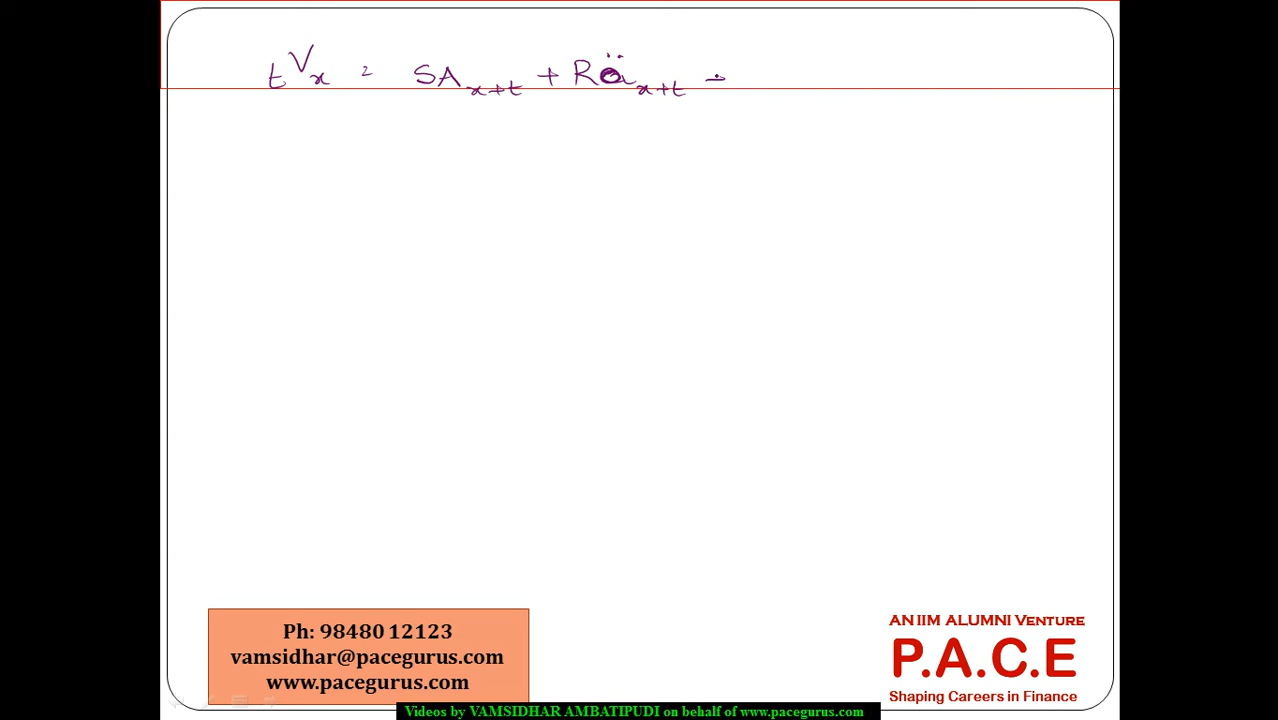 tVx = SAx+t + Räx+t -
Ph: 98480 12123
vamsidhar@pacegurus.com
www.pacegurus.com
AN IIM ALUMNI VENTURE
P.A.C.E
Shaping Careers in Finance
Videos by VAMSIDHAR AMBATIPUDI on behalf of www.pacegurus.com